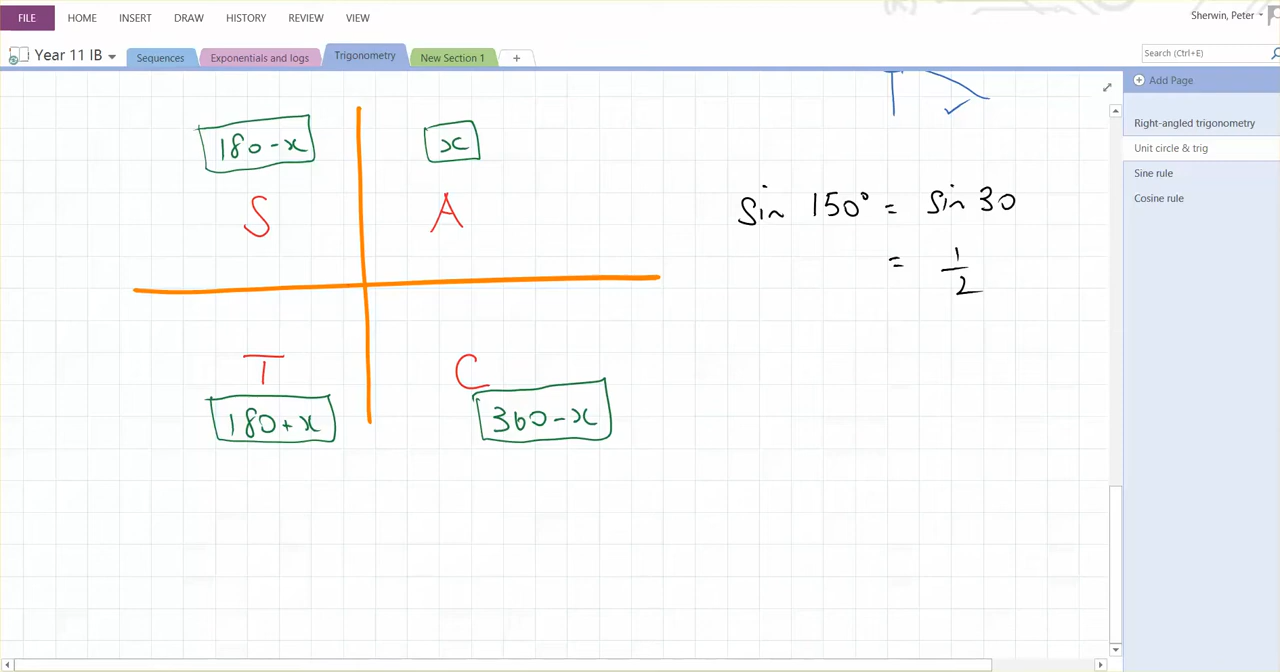 FILE HOME INSERT DRAW HISTORY REVIEW VIEW Sherwin, Peter
Year 11 IB Sequences Exponentials and logs Trigonometry New Section 1 + Search (Ctrl+E)
Add Page
Right-angled trigonometry
Unit circle & trig
Sine rule
Cosine rule
180-x x
S A
T C
180+x 360-x
sin 150° = sin 30
= 1/2